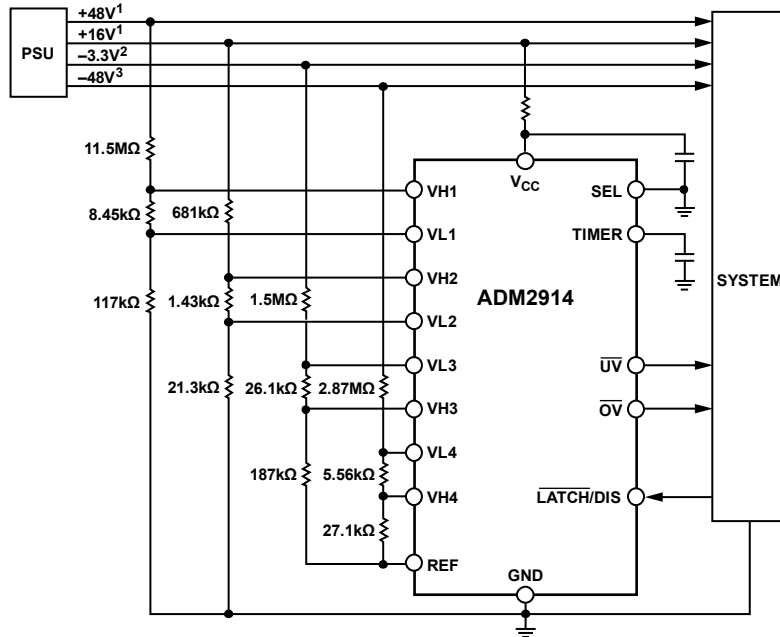 +48V¹
+16V¹
–3.3V²
–48V³
PSU
11.5MΩ
8.45kΩ
681kΩ
117kΩ
1.43kΩ
1.5MΩ
21.3kΩ
26.1kΩ
2.87MΩ
187kΩ
5.56kΩ
27.1kΩ
VCC
VH1
SEL
VL1
TIMER
VH2
ADM2914
VL2
VL3
UV
VH3
OV
VL4
VH4
LATCH/DIS
REF
GND
SYSTEM